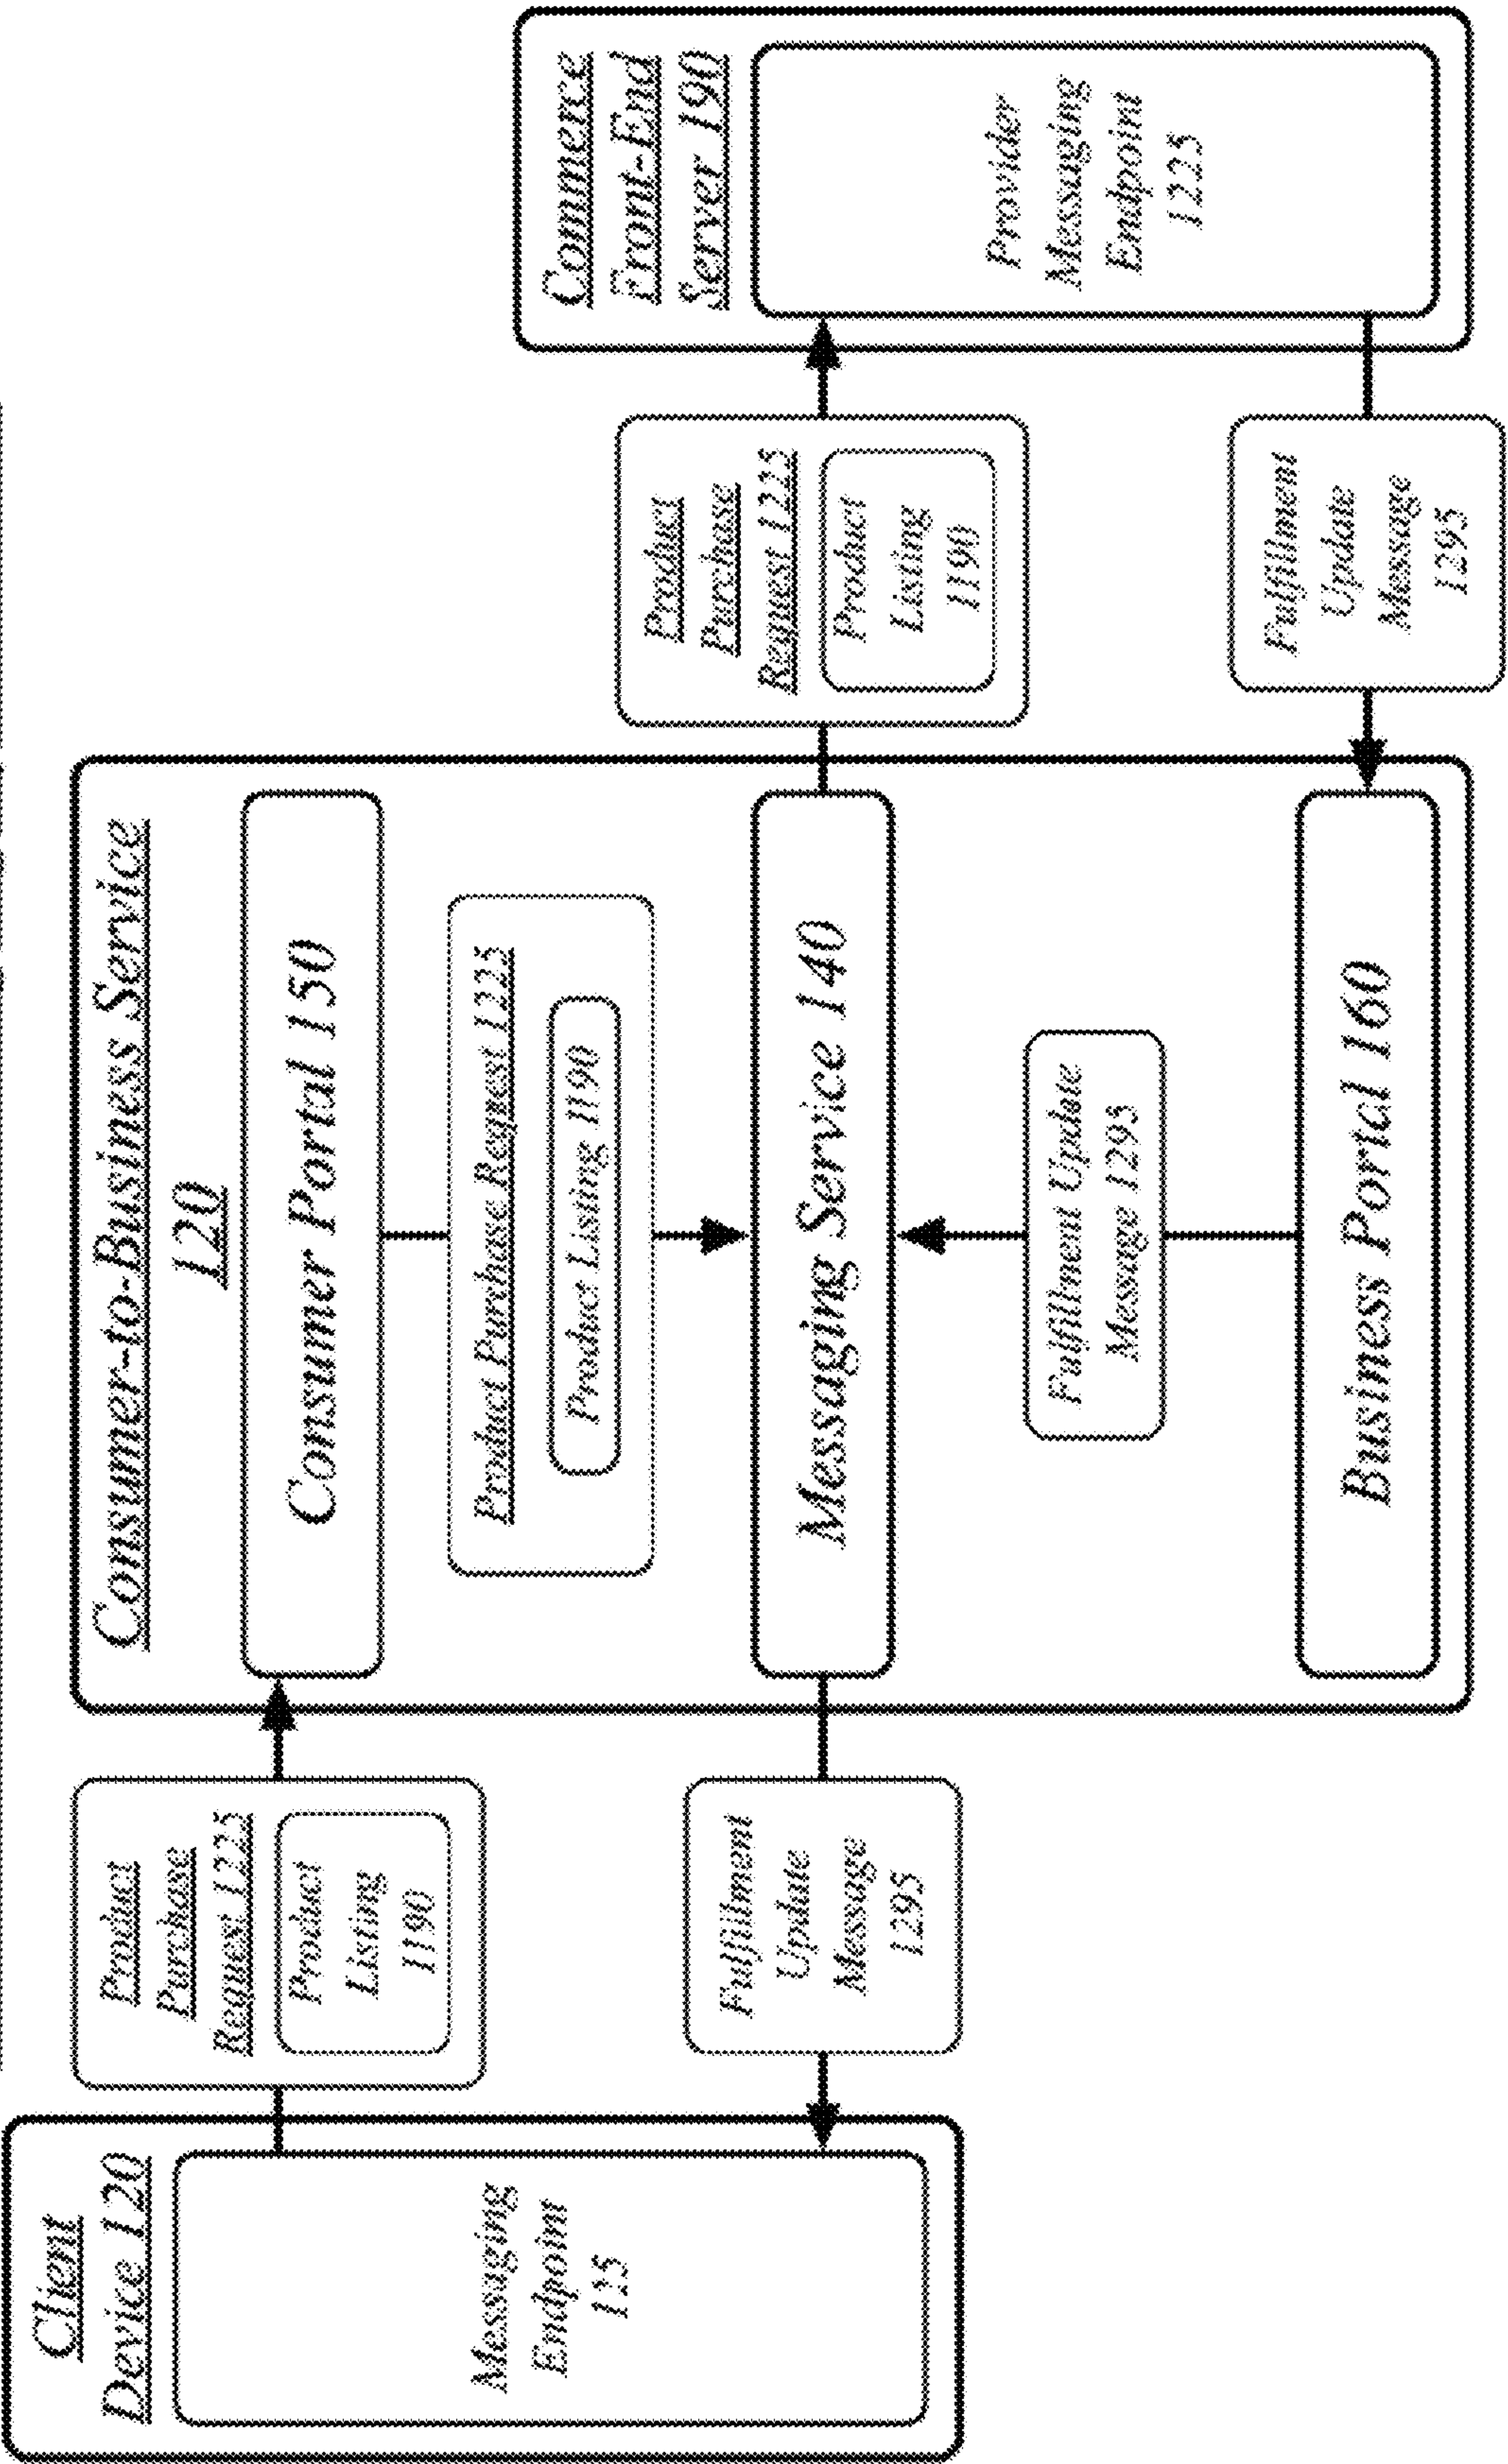 Client
Device 120
Messaging
Endpoint
115
Product
Purchase
Request 1225
Product
Listing
1190
Fulfillment
Update
Message
1295
Consumer-to-Business Service
120
Consumer Portal 150
Product Purchase Request 1225
Product Listing 1190
Messaging Service 140
Fulfillment Update
Message 1295
Business Portal 160
Product
Purchase
Request 1225
Product
Listing
1190
Fulfillment
Update
Message
1295
Commerce
Front-End
Server 190
Provider
Messaging
Endpoint
1225